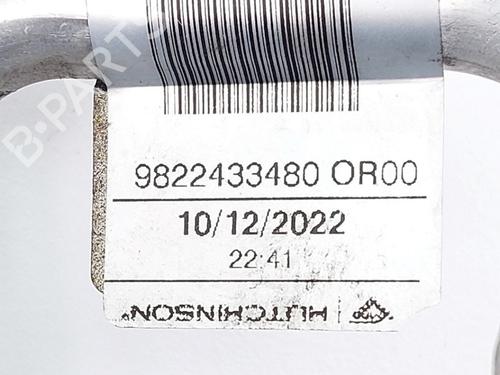 B-PARTS
9822433480 OR00
10/12/2022
22:41
HUTCHINSON